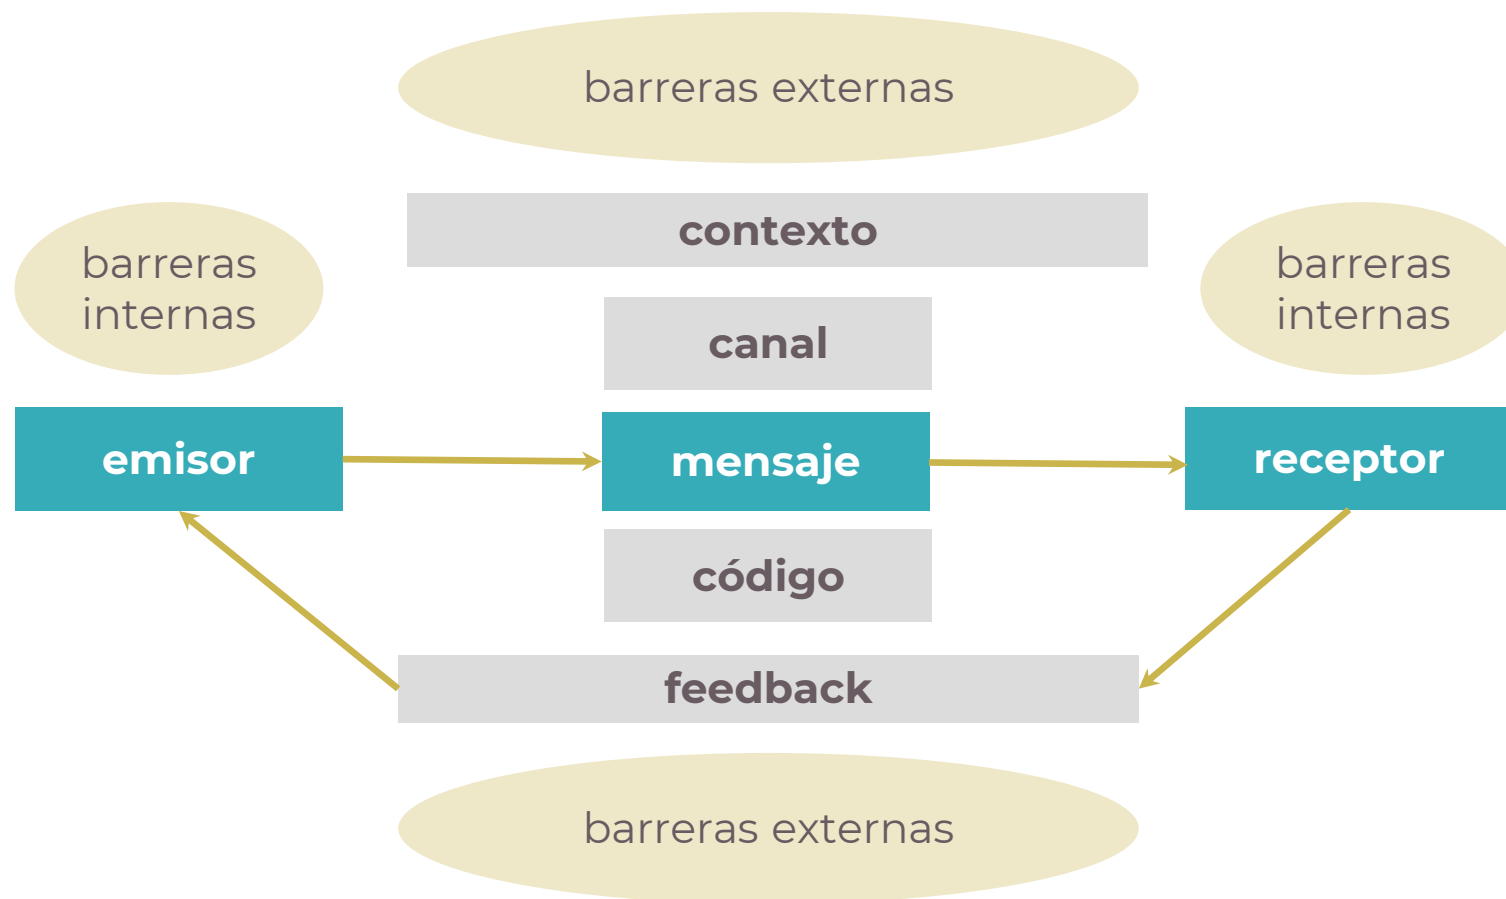 barreras externas
contexto
barreras
internas
barreras
internas
canal
emisor
mensaje
receptor
código
feedback
barreras externas